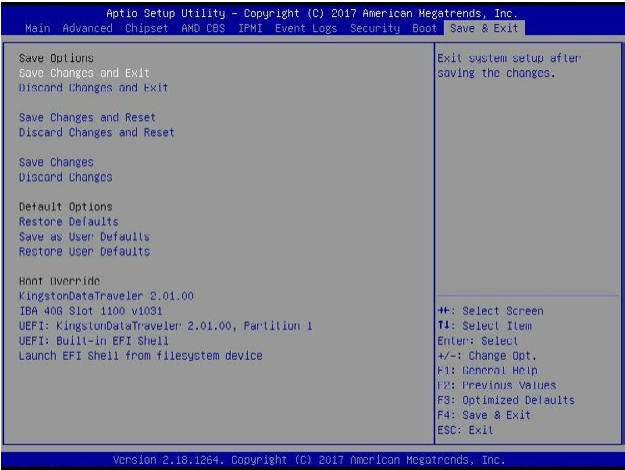 Aptio Setup Utility – Copyright (C) 2017 American Megatrends, Inc.
Main Advanced Chipset AMD CBS IPMI Event Logs Security Boot Save & Exit
Save Options
Save Changes and Exit
Discard Changes and Exit
Save Changes and Reset
Discard Changes and Reset
Save Changes
Discard Changes
Default Options
Restore Defaults
Save as User Defaults
Restore User Defaults
Boot Override
KingstonDataTraveler 2.01.00
IBA 40G Slot 1100 v1031
UEFI: KingstonDataTraveler 2.01.00, Partition 1
UEFI: Built-in EFI Shell
Launch EFI Shell from filesystem device
Exit system setup after
saving the changes.
→←: Select Screen
↑↓: Select Item
Enter: Select
+/-: Change Opt.
F1: General Help
F2: Previous Values
F3: Optimized Defaults
F4: Save & Exit
ESC: Exit
Version 2.18.1264. Copyright (C) 2017 American Megatrends, Inc.